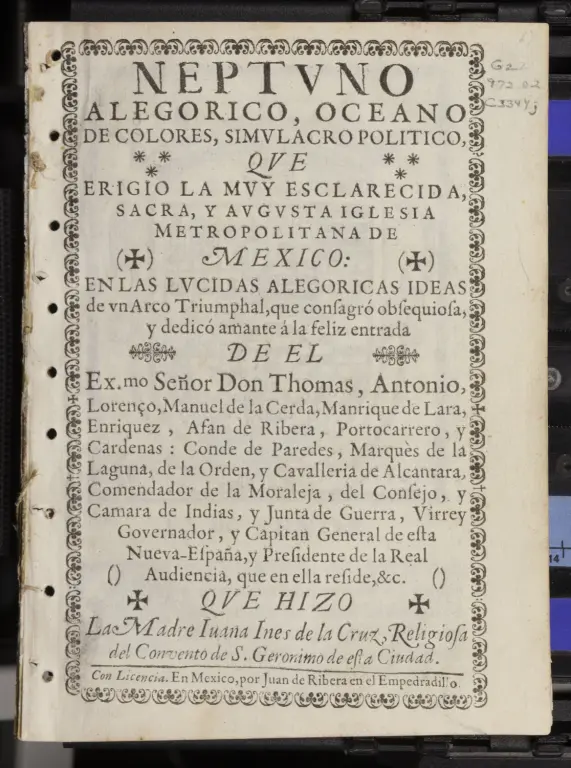 NEPTVNO
ALEGORICO, OCEANO
DE COLORES, SIMVLACRO POLITICO,
QVE
ERIGIO LA MVY ESCLARECIDA,
SACRA, Y AVGVSTA IGLESIA
METROPOLITANA DE
MEXICO:
EN LAS LVCIDAS ALEGORICAS IDEAS
de vn Arco Triumphal, que conſagró obſequioſa,
y dedicó amante á la feliz entrada
DE EL
Ex.mo Señor Don Thomas, Antonio,
Lorenço, Manuel de la Cerda, Manrique de Lara,
Enriquez, Afan de Ribera, Portocarrero, y
Cardenas: Conde de Paredes, Marquès de la
Laguna, de la Orden, y Cavalleria de Alcantara,
Comendador de la Moraleja, del Conſejo, y
Camara de Indias, y Junta de Guerra, Virrey
Governador, y Capitan General de eſta
Nueva-Eſpaña, y Preſidente de la Real
() Audiencia, que en ella reſide, &c. ()
QVE HIZO
La Madre Iuana Ines de la Cruz, Religioſa
del Convento de S. Geronimo de eſta Ciudad.
Con Licencia. En Mexico, por Juan de Ribera en el Empedradillo.
G2
972.02
14